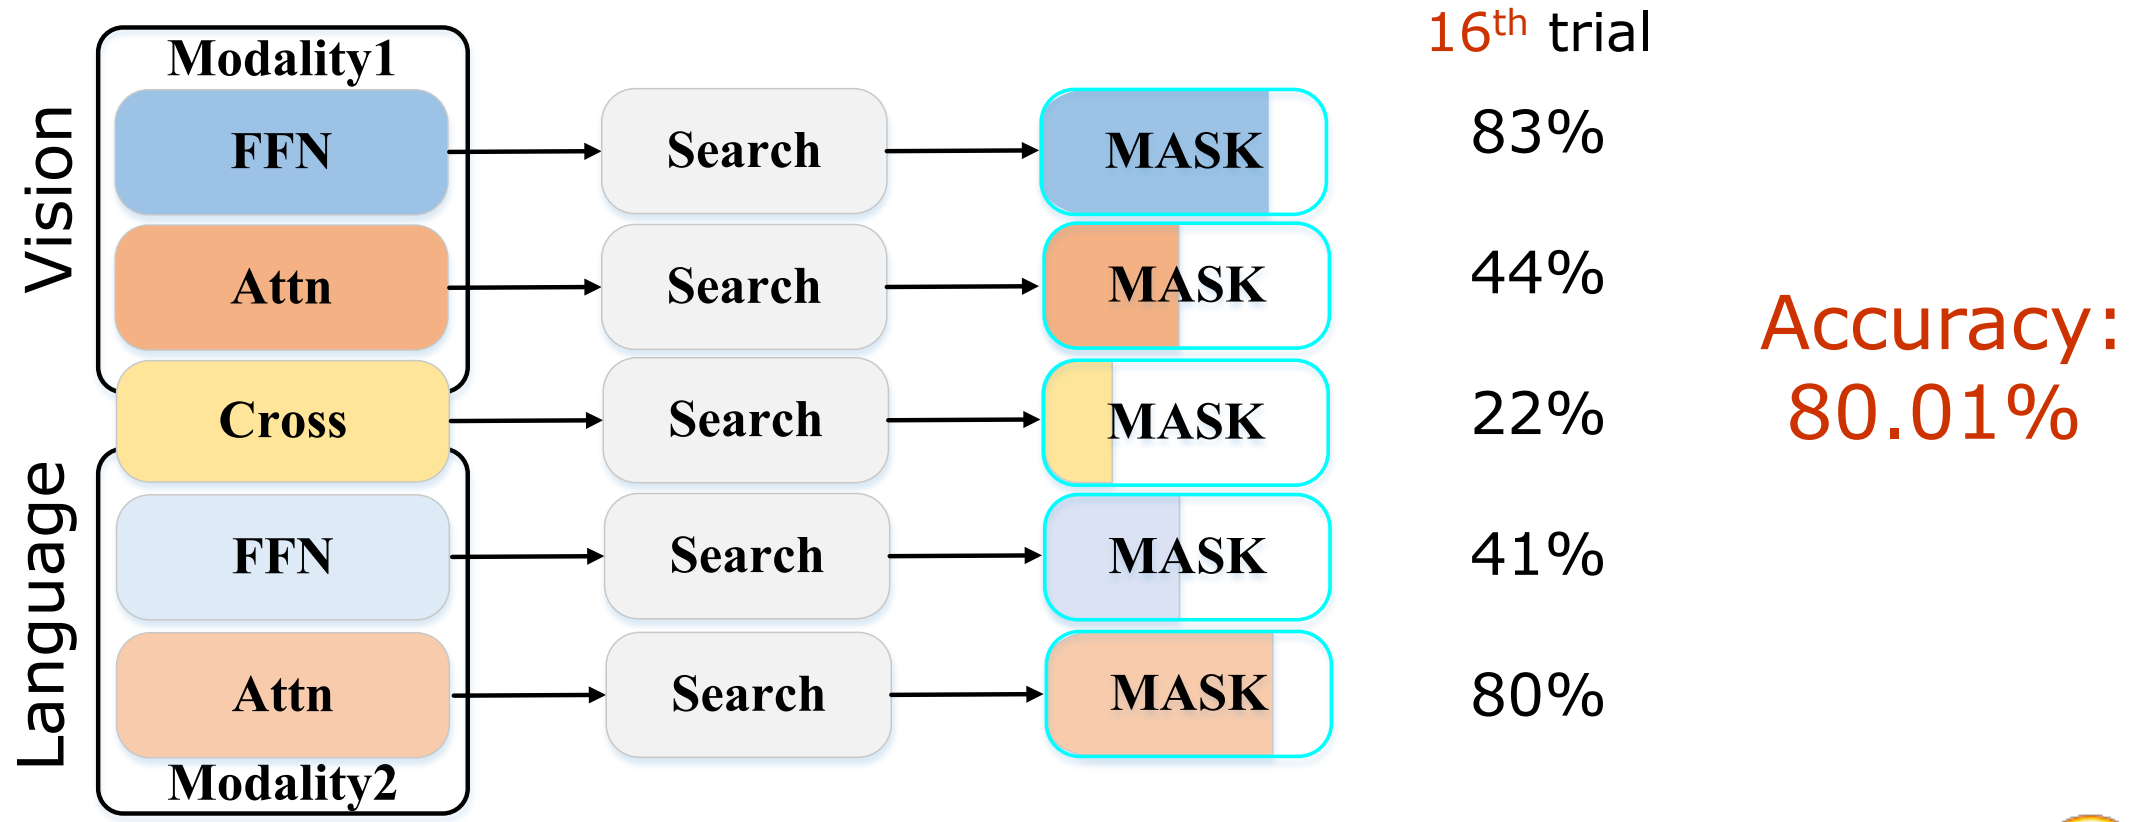 16th trial
Modality1
Vision
FFN Search MASK 83%
Attn Search MASK 44%
Accuracy:
80.01%
Cross Search MASK 22%
Language
FFN Search MASK 41%
Attn Search MASK 80%
Modality2